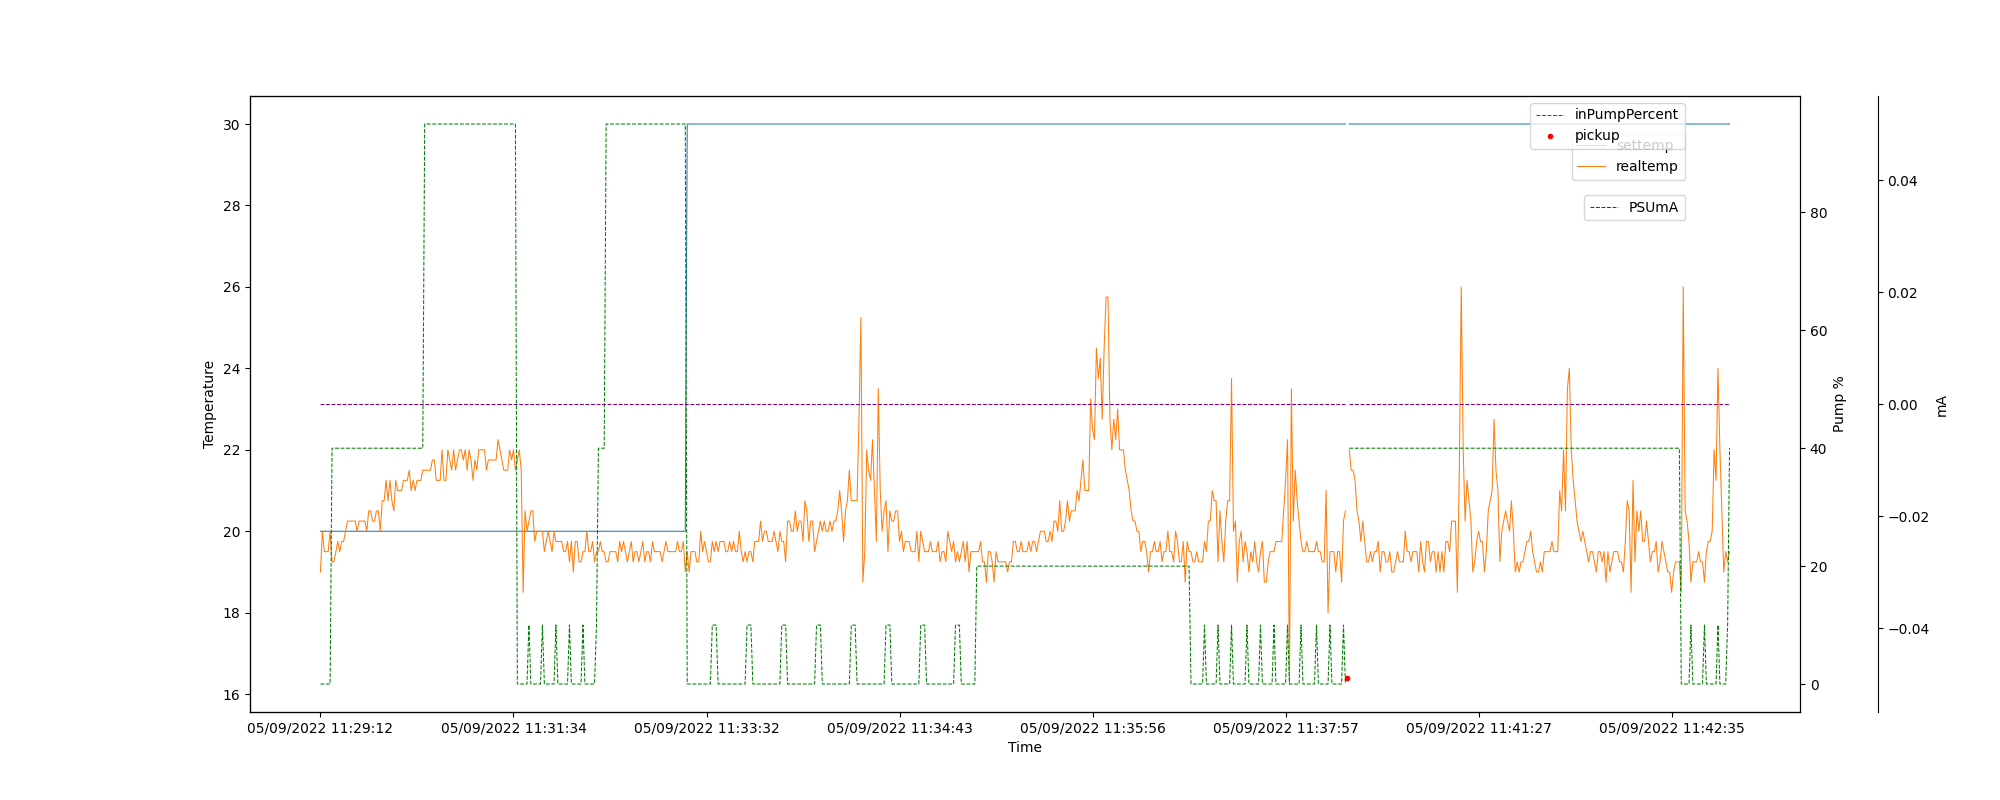 inPumpPercent
pickup
settemp
realtemp
PSUmA
30
28
26
24
22
20
18
16
Temperature
80
60
40
20
0
Pump %
0.04
0.02
0.00
−0.02
−0.04
mA
05/09/2022 11:29:12
05/09/2022 11:31:34
05/09/2022 11:33:32
05/09/2022 11:34:43
05/09/2022 11:35:56
05/09/2022 11:37:57
05/09/2022 11:41:27
05/09/2022 11:42:35
Time